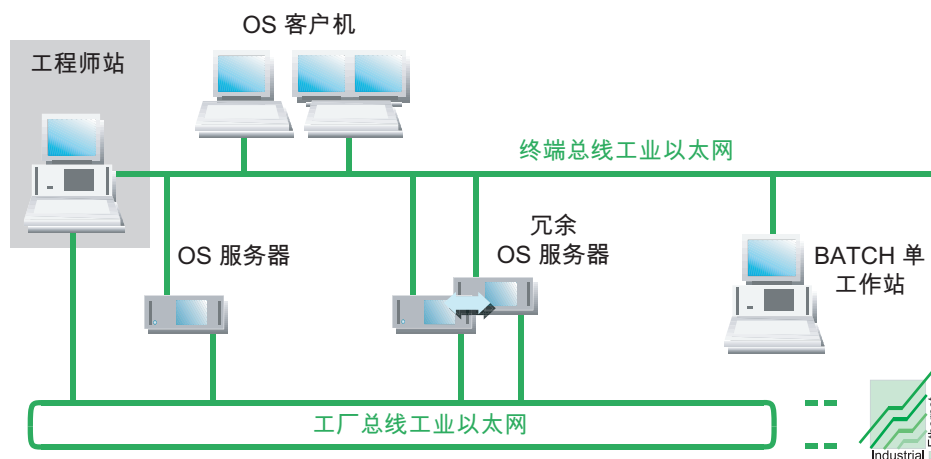 OS 客户机
工程师站
终端总线工业以太网
OS 服务器
冗余
OS 服务器
BATCH 单
工作站
工厂总线工业以太网
Industrial